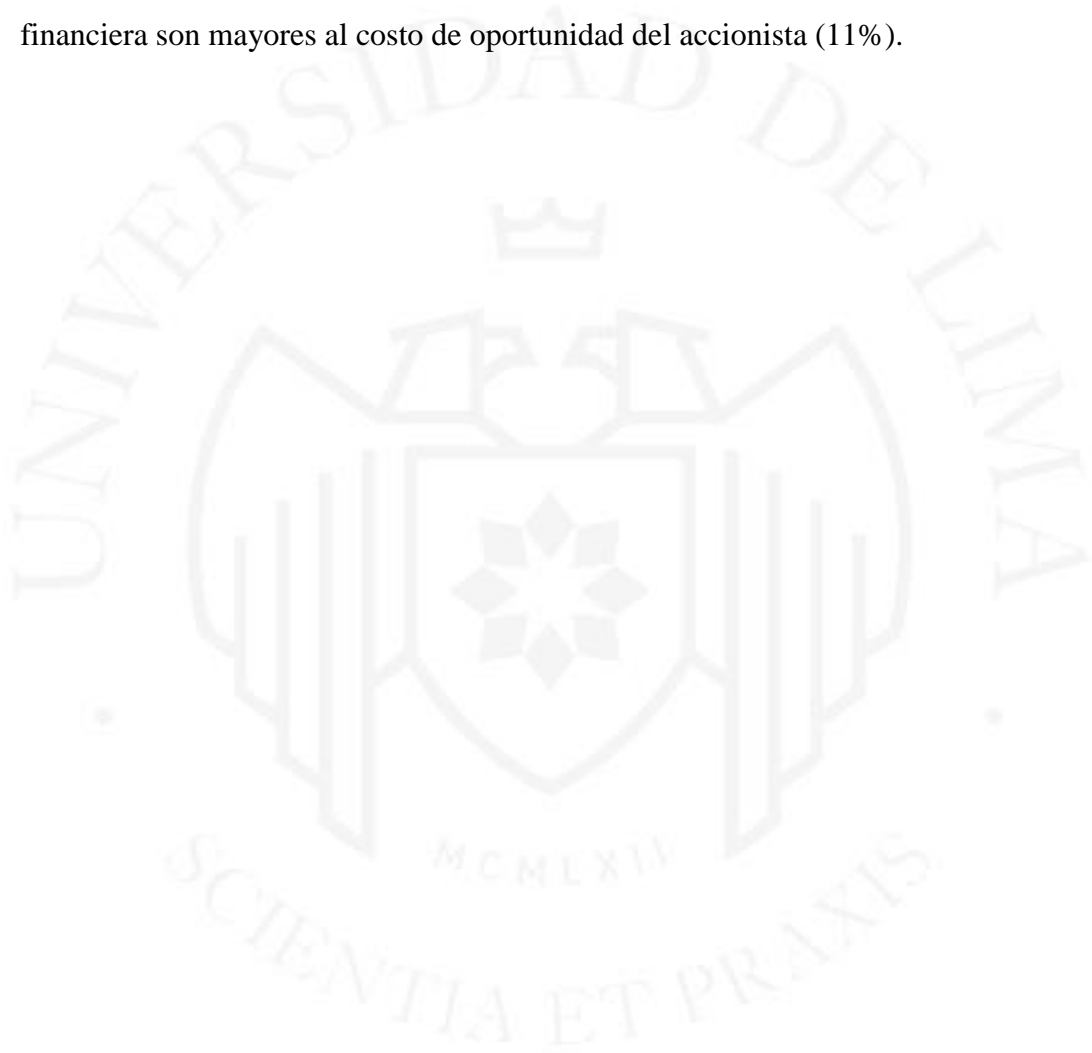 financiera son mayores al costo de oportunidad del accionista (11%).
UNIVERSIDAD DE LIMA
MCMLXII
SCIENTIA ET PRAXIS